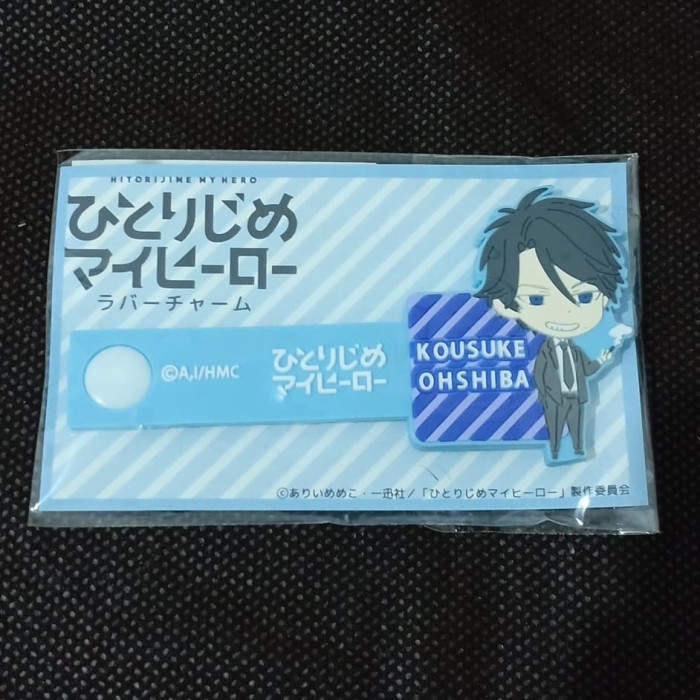 HITORIJIME MY HERO
ひとりじめ
マイヒーロー
ラバーチャーム
©A,I/HMC
ひとりじめ
マイヒーロー
KOUSUKE
OHSHIBA
©ありいめめこ・一迅社/「ひとりじめマイヒーロー」製作委員会